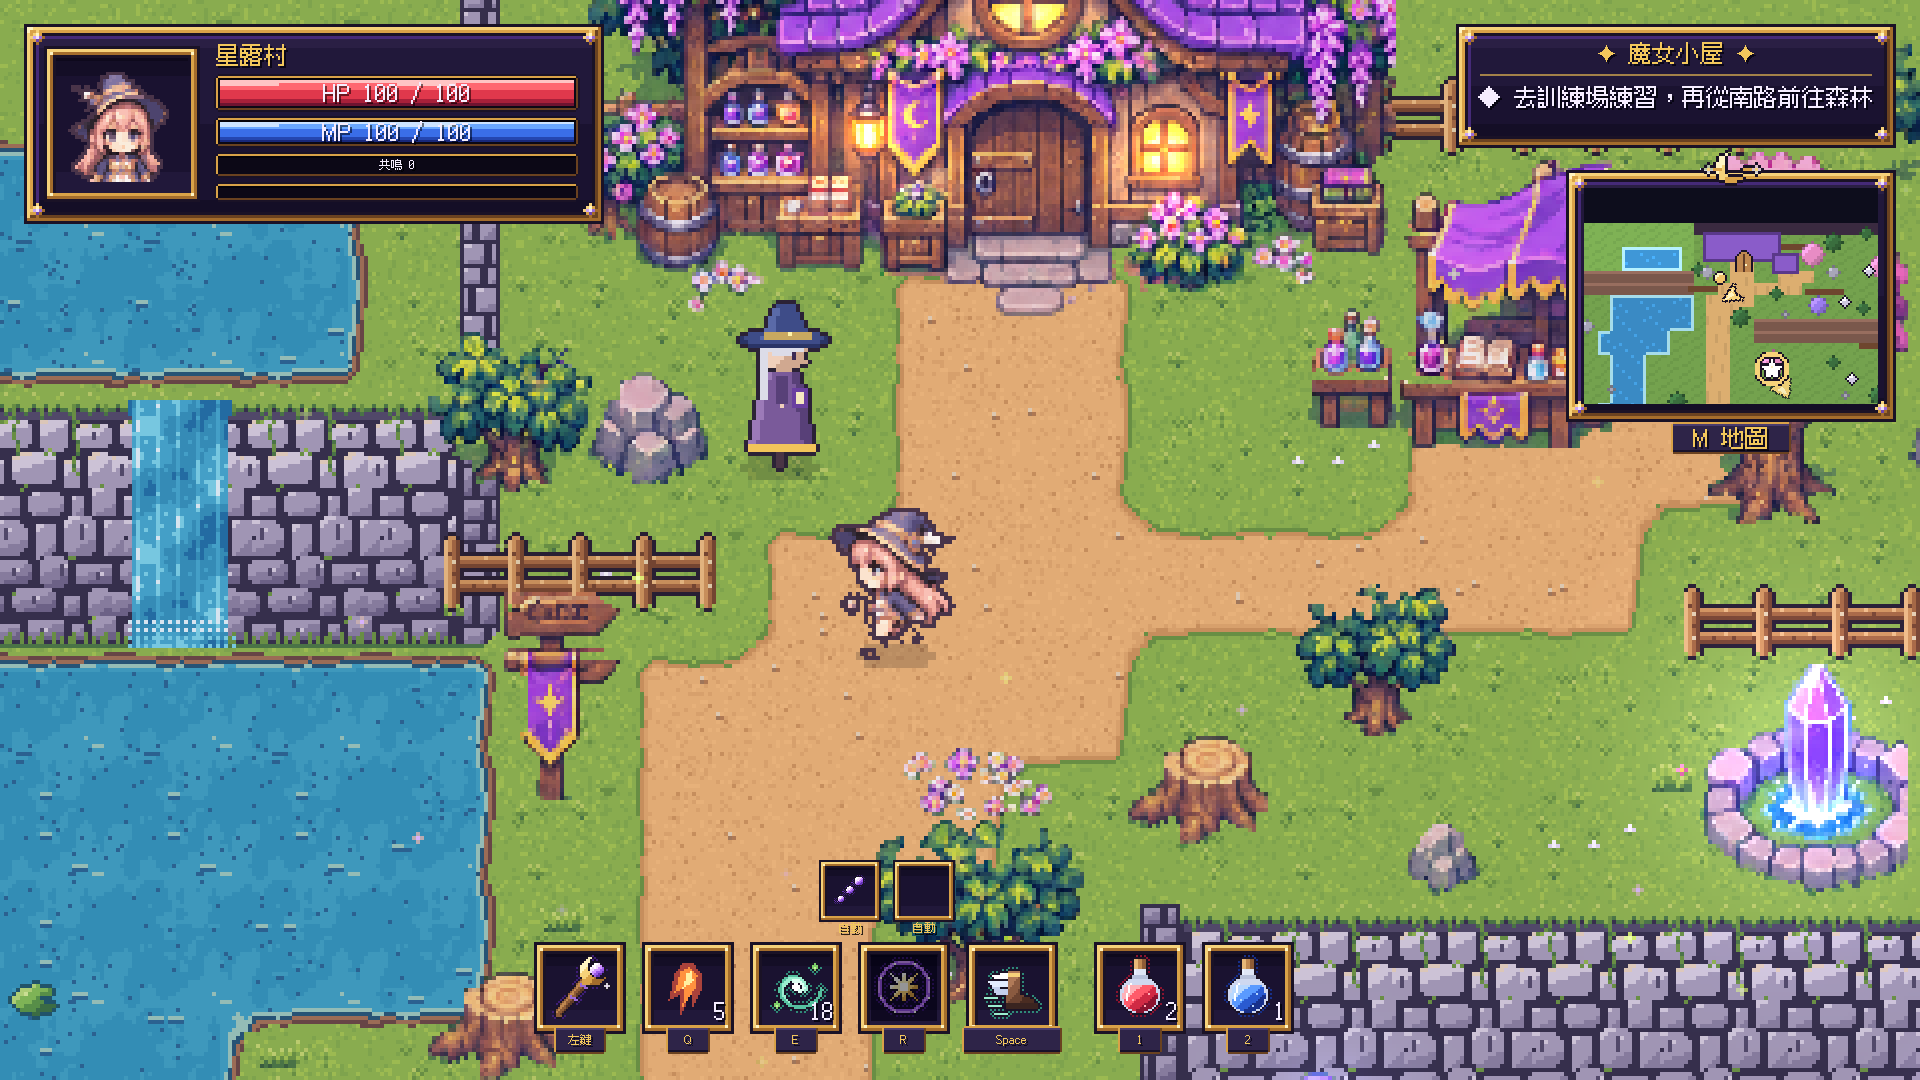 星露村
HP 100 / 100
MP 100 / 100
共鳴 0
✦ 魔女小屋 ✦
去訓練場練習，再從南路前往森林
M 地圖
自動
自動
5
18
2
1
左鍵
Q
E
R
Space
1
2